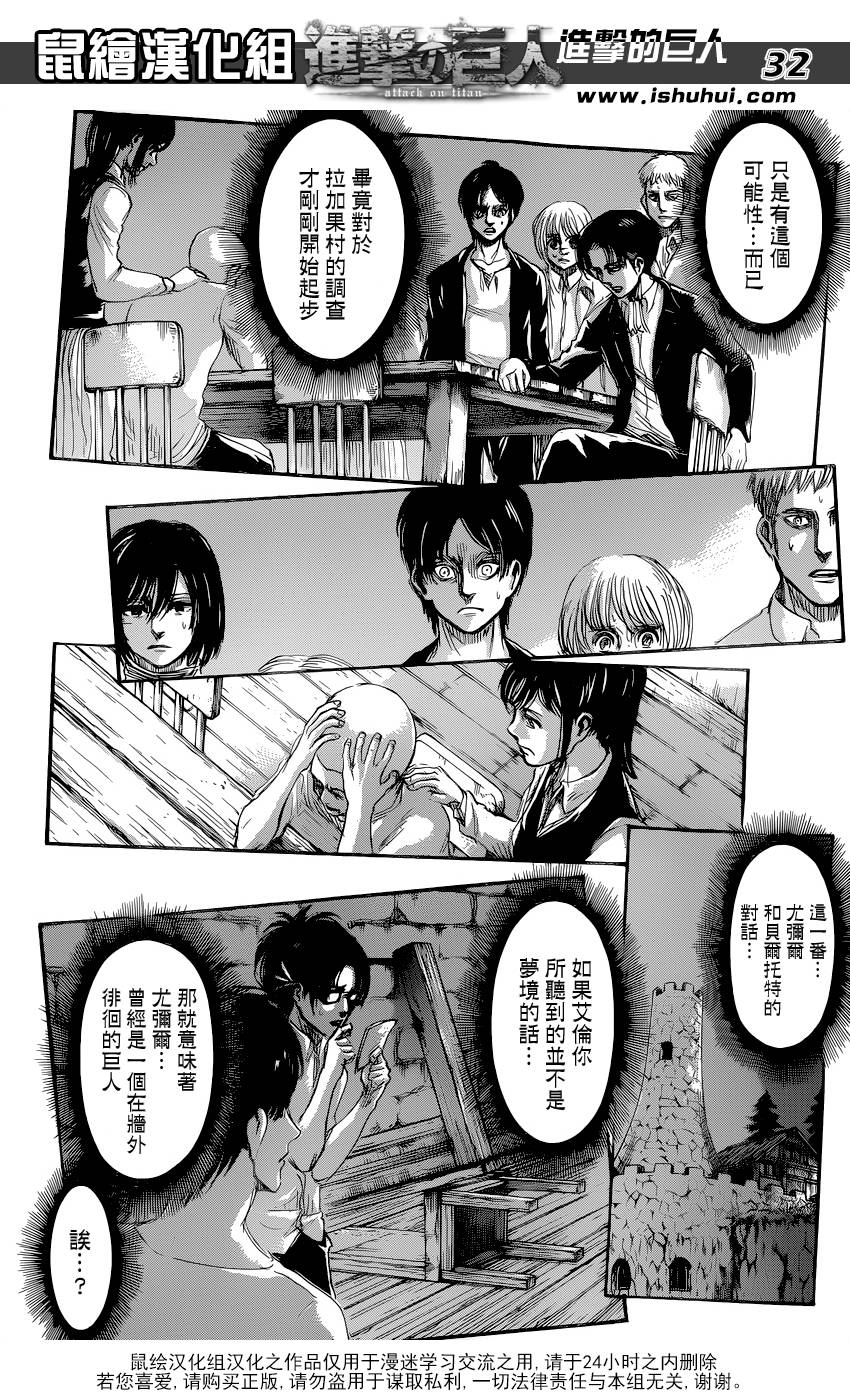 鼠繪漢化組
進撃の巨人
attack on titan
進擊的巨人
www.ishuhui.com
32
只是有這個
可能性…而已
畢竟對於
拉加果村的調查
才剛剛開始起步
這一番…
尤彌爾
和貝爾托特的
對話…
如果艾倫你
所聽到的並不是
夢境的話…
那就意味著
尤彌爾…
曾經是一個在牆外
徘徊的巨人
誒…?
鼠绘汉化组汉化之作品仅用于漫迷学习交流之用, 请于24小时之内删除
若您喜爱, 请购买正版, 请勿盗用于谋取私利, 一切法律责任与本组无关, 谢谢。